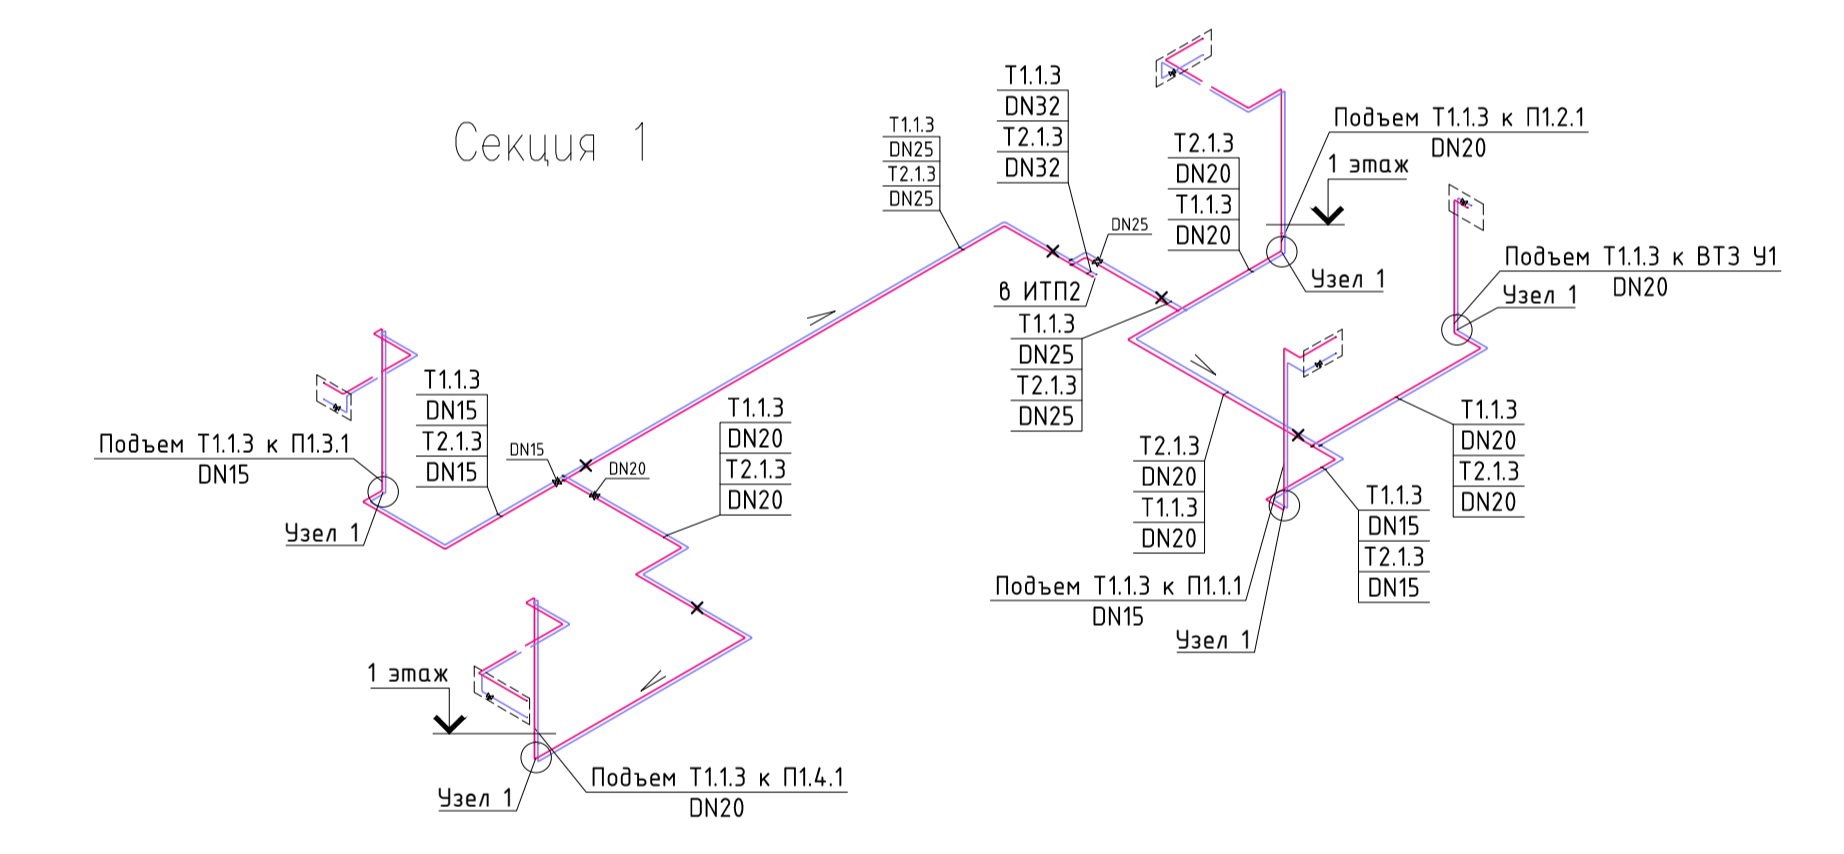 Секция 1
Т1.1.3
DN25
Т2.1.3
DN25
Т1.1.3
DN32
Т2.1.3
DN32
DN25
в ИТП2
Т1.1.3
DN25
Т2.1.3
DN25
Т2.1.3
DN20
Т1.1.3
DN20
Подъем Т1.1.3 к П1.2.1
DN20
1 этаж
Узел 1
Подъем Т1.1.3 к ВТЗ У1
DN20
Узел 1
Т1.1.3
DN15
Т2.1.3
DN15
Подъем Т1.1.3 к П1.3.1
DN15
Узел 1
DN15
DN20
Т1.1.3
DN20
Т2.1.3
DN20
Т2.1.3
DN20
Т1.1.3
DN20
Т1.1.3
DN20
Т2.1.3
DN20
Т1.1.3
DN15
Т2.1.3
DN15
Подъем Т1.1.3 к П1.1.1
DN15
Узел 1
1 этаж
Подъем Т1.1.3 к П1.4.1
DN20
Узел 1